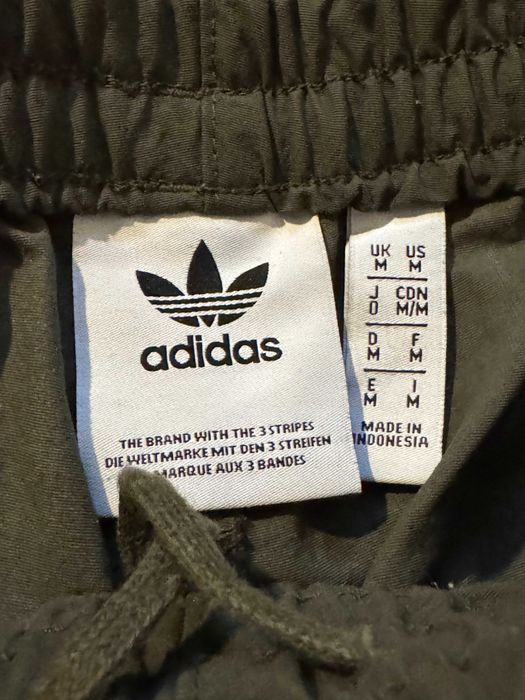 adidas
THE BRAND WITH THE 3 STRIPES
DIE WELTMARKE MIT DEN 3 STREIFEN
MARQUE AUX 3 BANDES
UK US
M M
J CDN
O M/M
D F
M M
E I
M M
MADE IN
INDONESIA